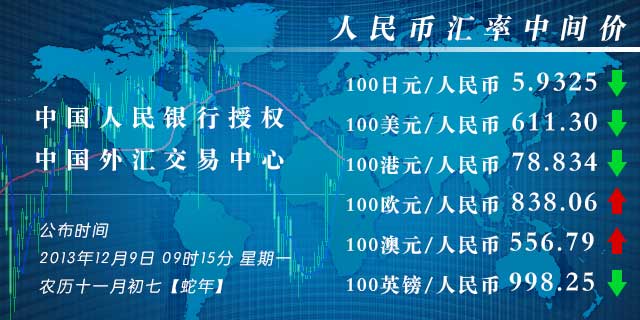 人民币汇率中间价
中国人民银行授权
中国外汇交易中心
公布时间
2013年12月9日 09时15分 星期一
农历十一月初七【蛇年】
100日元/人民币 5.9325
100美元/人民币 611.30
100港元/人民币 78.834
100欧元/人民币 838.06
100澳元/人民币 556.79
100英镑/人民币 998.25